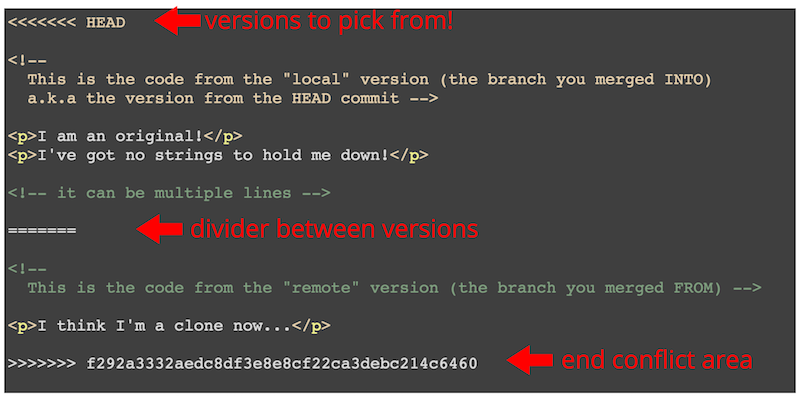 <<<<<<< HEAD versions to pick from!
<!--
This is the code from the "local" version (the branch you merged INTO)
a.k.a the version from the HEAD commit -->
<p>I am an original!</p>
<p>I've got no strings to hold me down!</p>
<!-- it can be multiple lines -->
======= divider between versions
<!--
This is the code from the "remote" version (the branch you merged FROM) -->
<p>I think I'm a clone now...</p>
>>>>>>> f292a3332aedc8df3e8e8cf22ca3debc214c6460 end conflict area